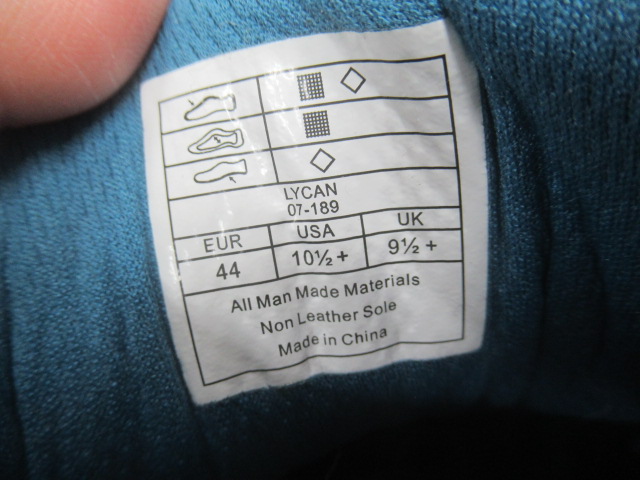 LYCAN
07-189
EUR USA UK
44 10½ + 9½ +
All Man Made Materials
Non Leather Sole
Made in China